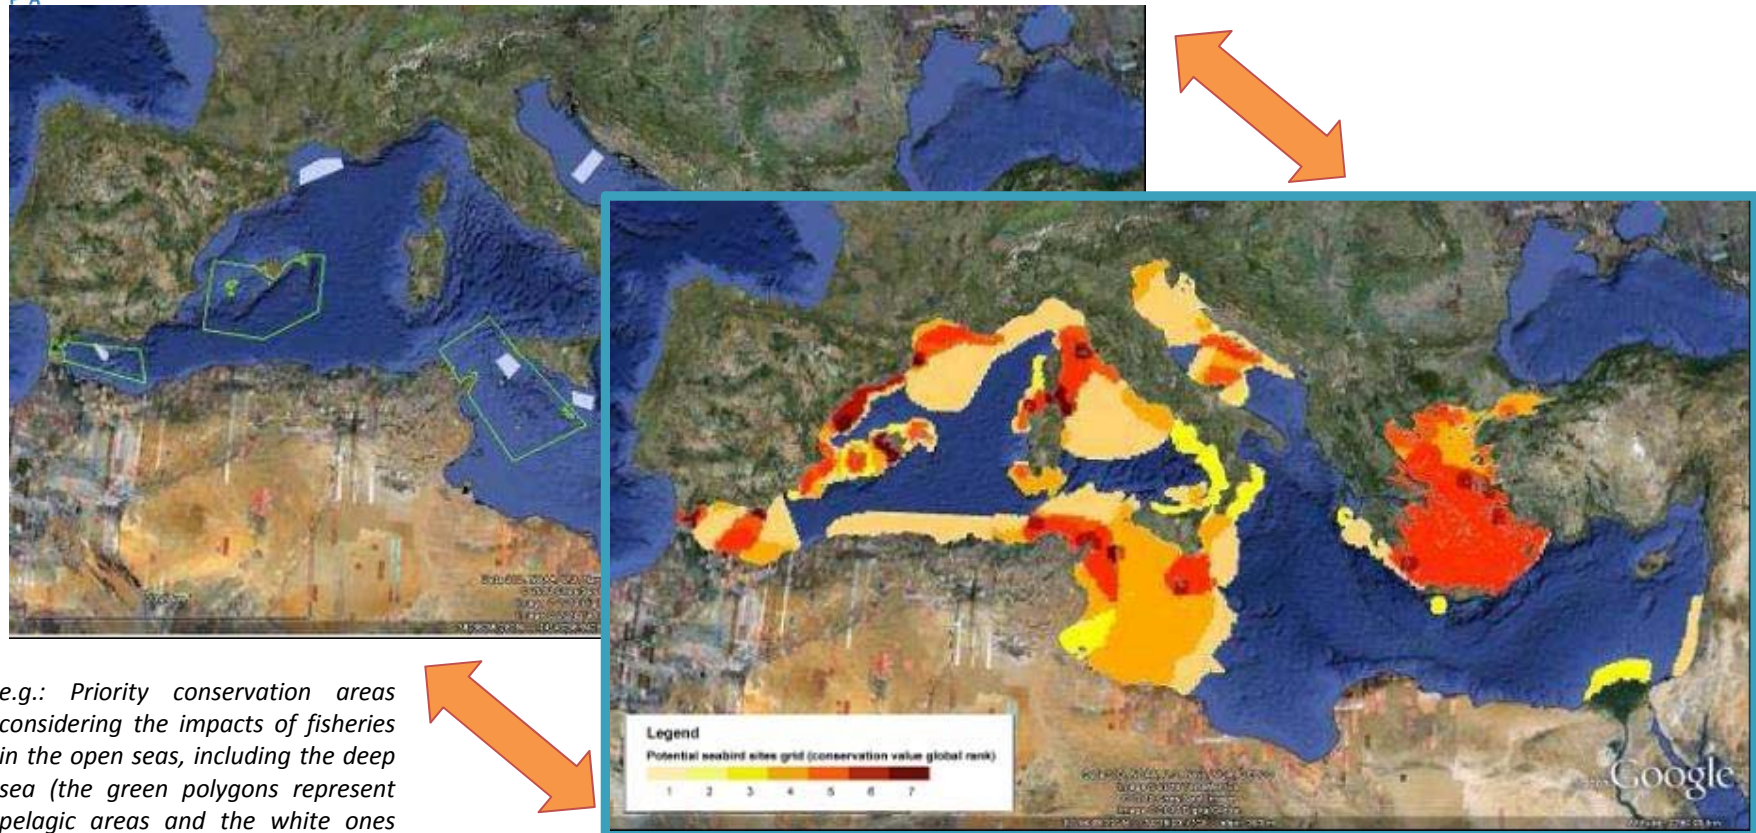 P A
e.g.: Priority conservation areas
considering the impacts of fisheries
in the open seas, including the deep
sea (the green polygons represent
pelagic areas and the white ones
Legend
Potential seabird sites grid (conservation value global rank)
1 2 3 4 5 6 7
Google